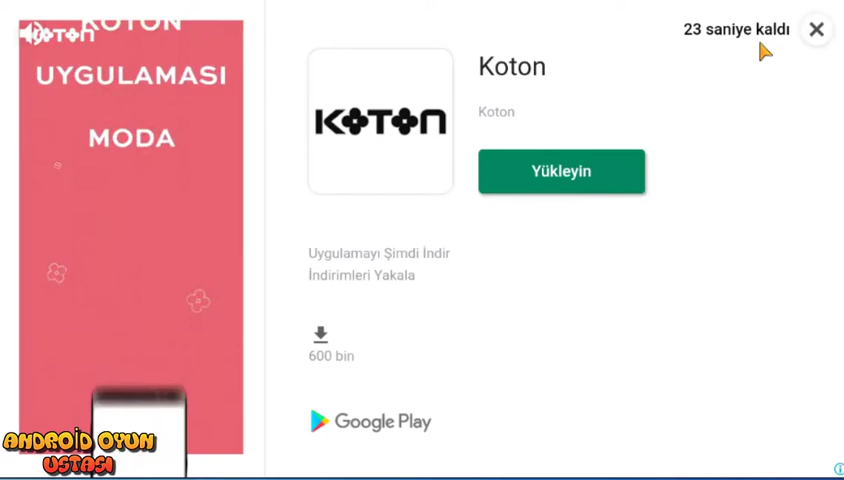 KOTON
KOTON
UYGULAMASI
MODA
23 saniye kaldı
KOTON
Koton
Koton
Yükleyin
Uygulamayı Şimdi İndir
İndirimleri Yakala
600 bin
Google Play
ANDROİD OYUN
USTASI